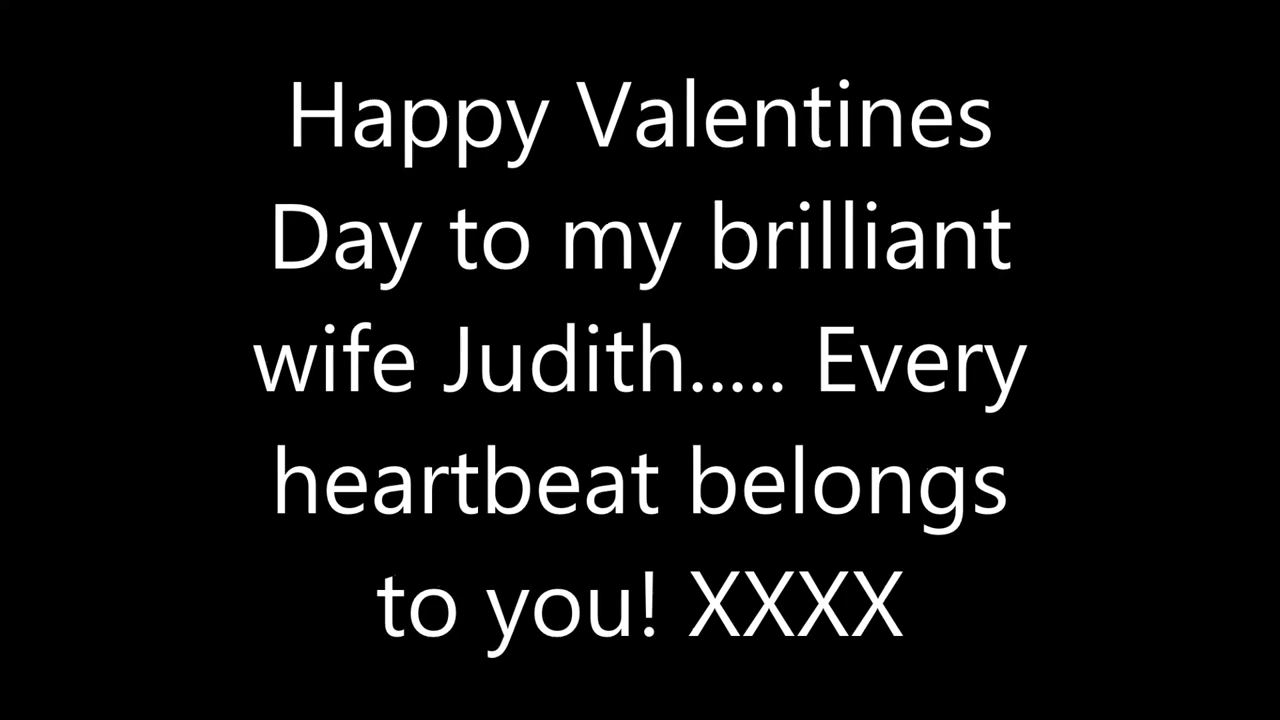 Happy Valentines
Day to my brilliant
wife Judith..... Every
heartbeat belongs
to you! XXXX